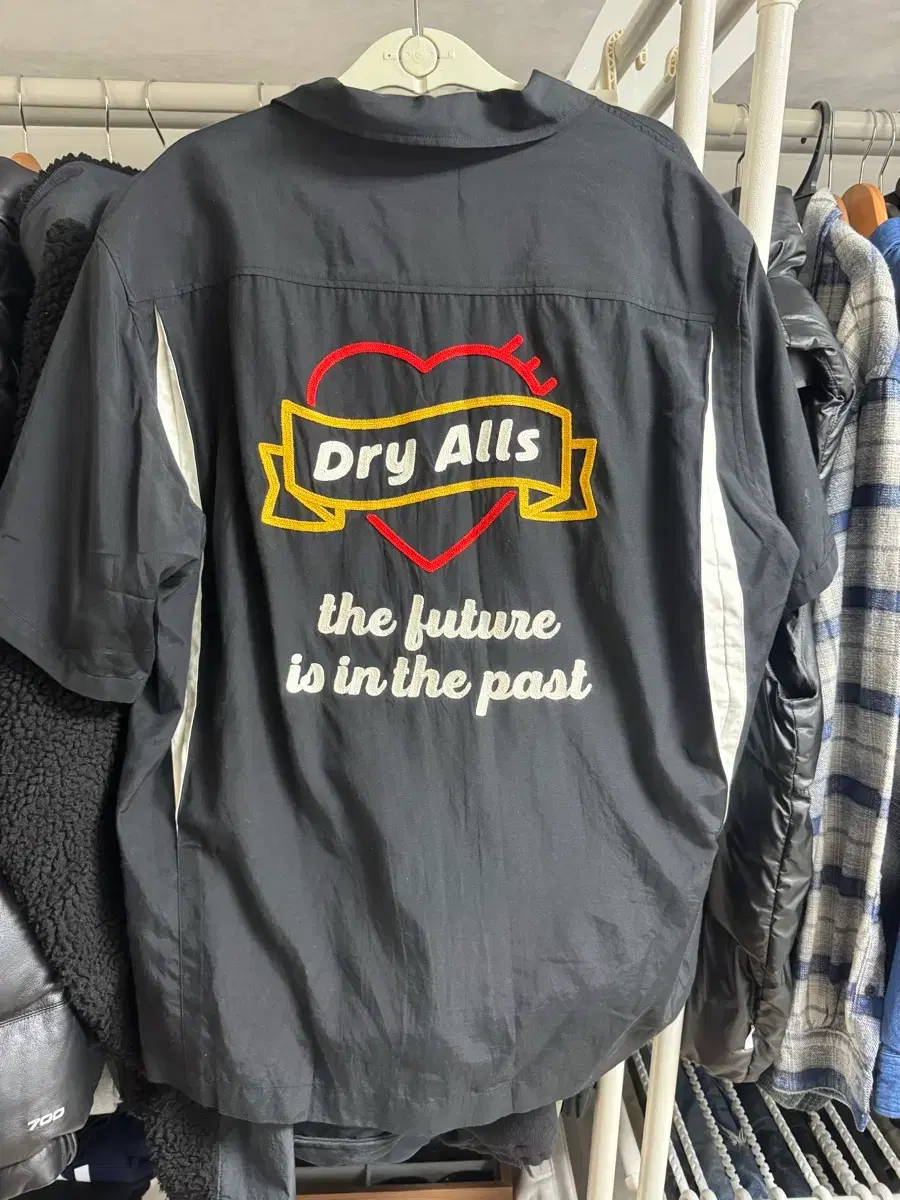 Dry Alls
the future
is in the past
700